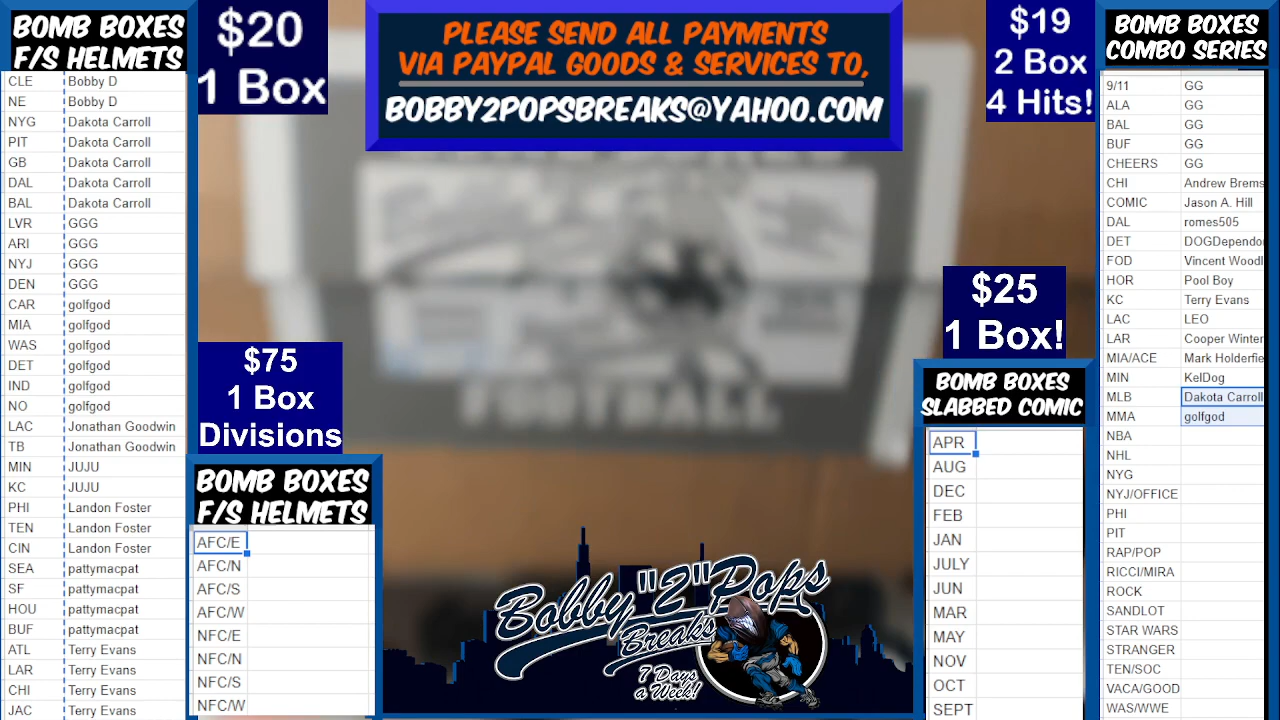 BOMB BOXES
F/S HELMETS
CLE Bobby D
NE Bobby D
NYG Dakota Carroll
PIT Dakota Carroll
GB Dakota Carroll
DAL Dakota Carroll
BAL Dakota Carroll
LVR GGG
ARI GGG
NYJ GGG
DEN GGG
CAR golfgod
MIA golfgod
WAS golfgod
DET golfgod
IND golfgod
NO golfgod
LAC Jonathan Goodwin
TB Jonathan Goodwin
MIN JUJU
KC JUJU
PHI Landon Foster
TEN Landon Foster
CIN Landon Foster
SEA pattymacpat
SF pattymacpat
HOU pattymacpat
BUF pattymacpat
ATL Terry Evans
LAR Terry Evans
CHI Terry Evans
JAC Terry Evans
$20
1 Box
PLEASE SEND ALL PAYMENTS
VIA PAYPAL GOODS & SERVICES TO,
BOBBY2POPSBREAKS@YAHOO.COM
FOOTBALL
$75
1 Box
Divisions
BOMB BOXES
F/S HELMETS
AFC/E
AFC/N
AFC/S
AFC/W
NFC/E
NFC/N
NFC/S
NFC/W
Bobby "2" Pops
Breaks
7 Days
a Week!
$19
2 Box
4 Hits!
$25
1 Box!
BOMB BOXES
SLABBED COMIC
APR
AUG
DEC
FEB
JAN
JULY
JUN
MAR
MAY
NOV
OCT
SEPT
BOMB BOXES
COMBO SERIES
9/11 GG
ALA GG
BAL GG
BUF GG
CHEERS GG
CHI Andrew Brems
COMIC Jason A. Hill
DAL romes505
DET DOGDependo
FOD Vincent Woodl
HOR Pool Boy
KC Terry Evans
LAC LEO
LAR Cooper Winter
MIA/ACE Mark Holderfie
MIN KelDog
MLB Dakota Carroll
MMA golfgod
NBA
NHL
NYG
NYJ/OFFICE
PHI
PIT
RAP/POP
RICCI/MIRA
ROCK
SANDLOT
STAR WARS
STRANGER
TEN/SOC
VACA/GOOD
WAS/WWE